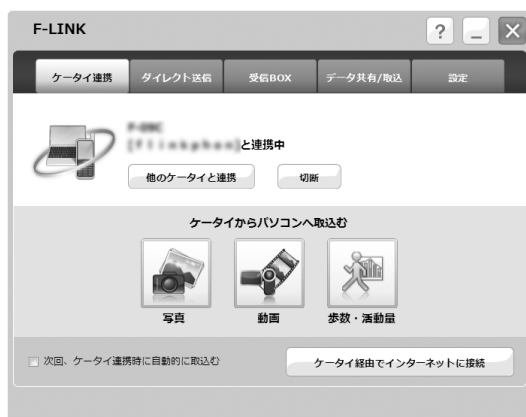 F-LINK
?
ケータイ連携 ダイレクト送信 受信BOX データ共有/取込 設定
と連携中
他のケータイと連携 切断
ケータイからパソコンへ取込む
写真 動画 歩数・活動量
次回、ケータイ連携時に自動的に取込む ケータイ経由でインターネットに接続